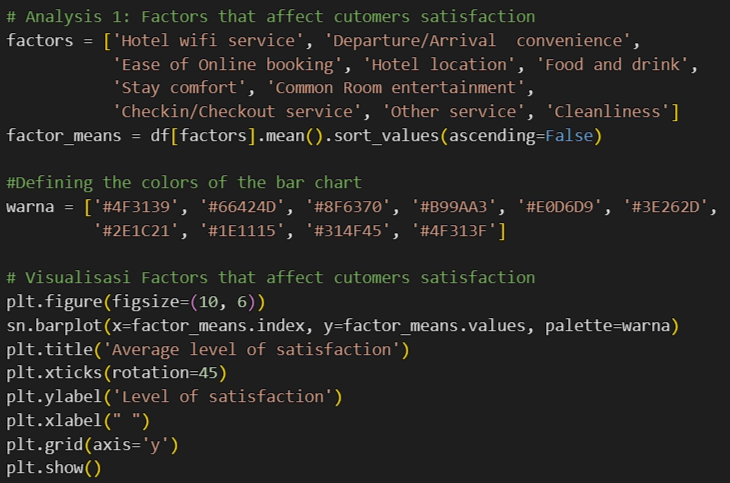 # Analysis 1: Factors that affect cutomers satisfaction
factors = ['Hotel wifi service', 'Departure/Arrival  convenience',
'Ease of Online booking', 'Hotel location', 'Food and drink',
'Stay comfort', 'Common Room entertainment',
'Checkin/Checkout service', 'Other service', 'Cleanliness']
factor_means = df[factors].mean().sort_values(ascending=False)
#Defining the colors of the bar chart
warna = ['#4F3139', '#66424D', '#8F6370', '#B99AA3', '#E0D6D9', '#3E262D',
'#2E1C21', '#1E1115', '#314F45', '#4F313F']
# Visualisasi Factors that affect cutomers satisfaction
plt.figure(figsize=(10, 6))
sn.barplot(x=factor_means.index, y=factor_means.values, palette=warna)
plt.title('Average level of satisfaction')
plt.xticks(rotation=45)
plt.ylabel('Level of satisfaction')
plt.xlabel(" ")
plt.grid(axis='y')
plt.show()